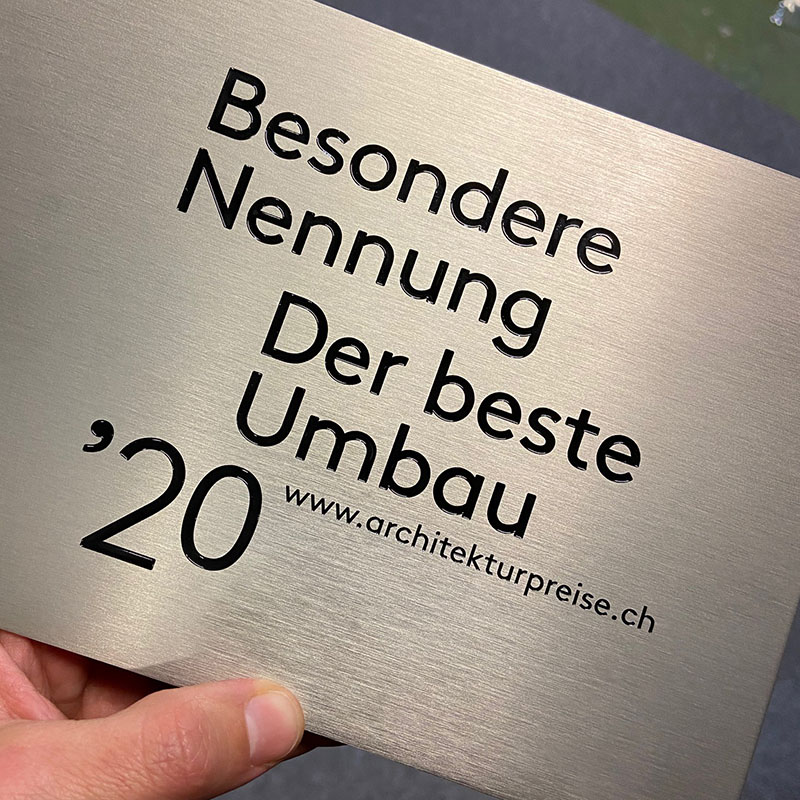 Besondere
Nennung
Der beste
Umbau
’20 www.architekturpreise.ch